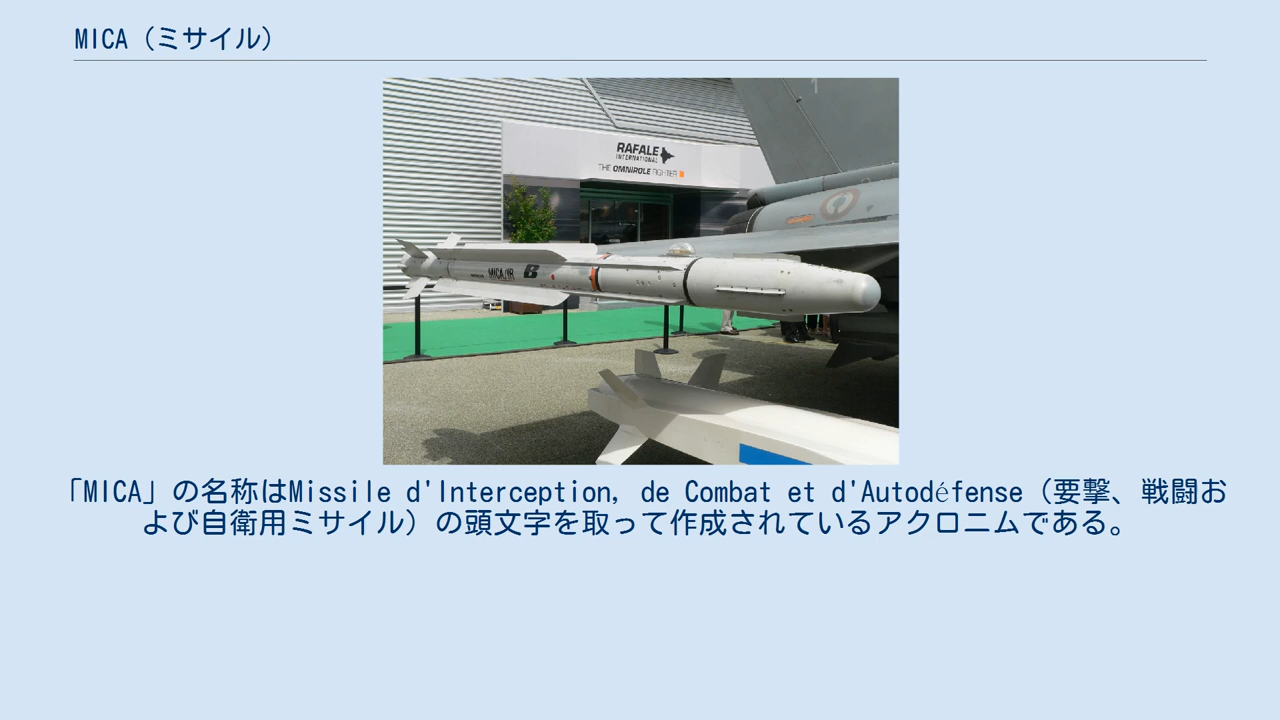 MICA（ミサイル）
RAFALE
INTERNATIONAL
THE OMNIROLE FIGHTER
1
MICA/IR
B
「MICA」の名称はMissile d'Interception, de Combat et d'Autodéfense（要撃、戦闘お
よび自衛用ミサイル）の頭文字を取って作成されているアクロニムである。